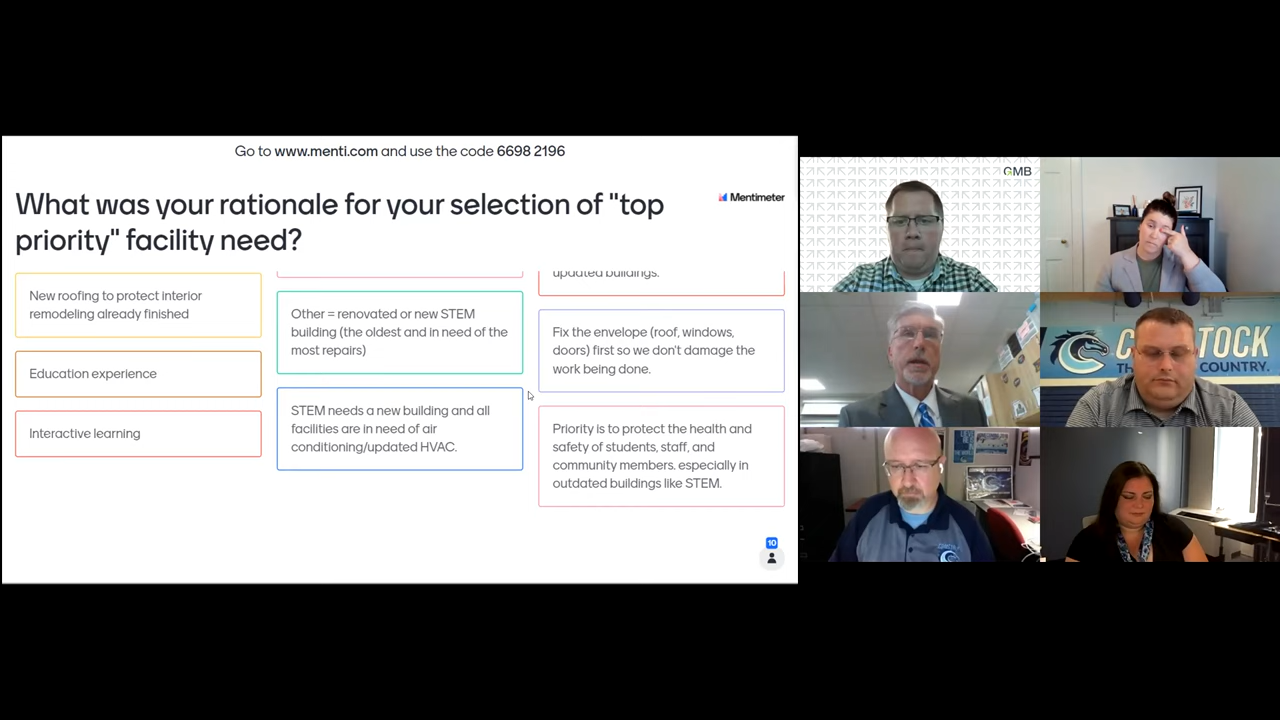 Go to www.menti.com and use the code 6698 2196
What was your rationale for your selection of "top
priority" facility need?
Mentimeter
New roofing to protect interior
remodeling already finished
Education experience
Interactive learning
Other = renovated or new STEM
building (the oldest and in need of the
most repairs)
STEM needs a new building and all
facilities are in need of air
conditioning/updated HVAC.
updated buildings.
Fix the envelope (roof, windows,
doors) first so we don't damage the
work being done.
Priority is to protect the health and
safety of students, staff, and
community members. especially in
outdated buildings like STEM.
10
GMB
COUNTRY.